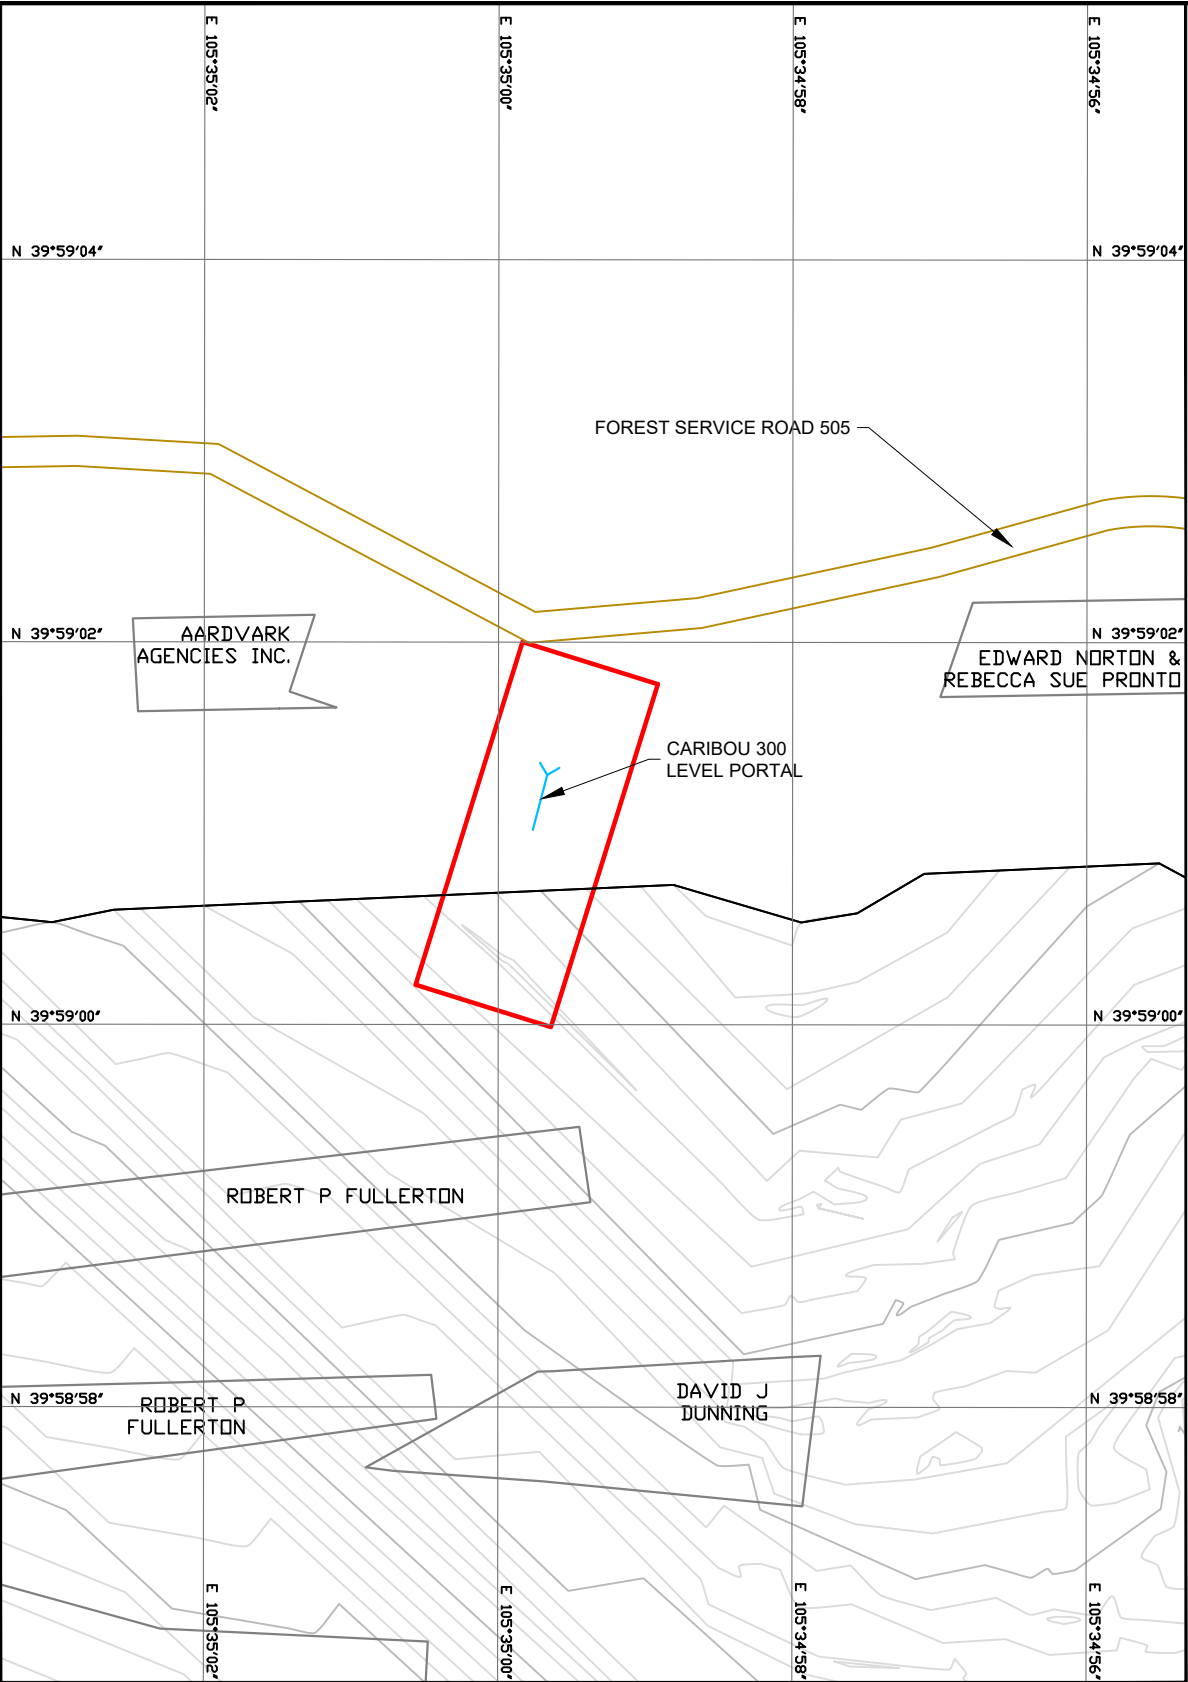 E 105°35'02"
E 105°35'00"
E 105°34'58"
E 105°34'56"
N 39°59'04"
N 39°59'04"
FOREST SERVICE ROAD 505
N 39°59'02"
N 39°59'02"
AARDVARK
AGENCIES INC.
EDWARD NORTON &
REBECCA SUE PRONTO
CARIBOU 300
LEVEL PORTAL
N 39°59'00"
N 39°59'00"
ROBERT P FULLERTON
N 39°58'58"
N 39°58'58"
ROBERT P
FULLERTON
DAVID J
DUNNING
E 105°35'02"
E 105°35'00"
E 105°34'58"
E 105°34'56"